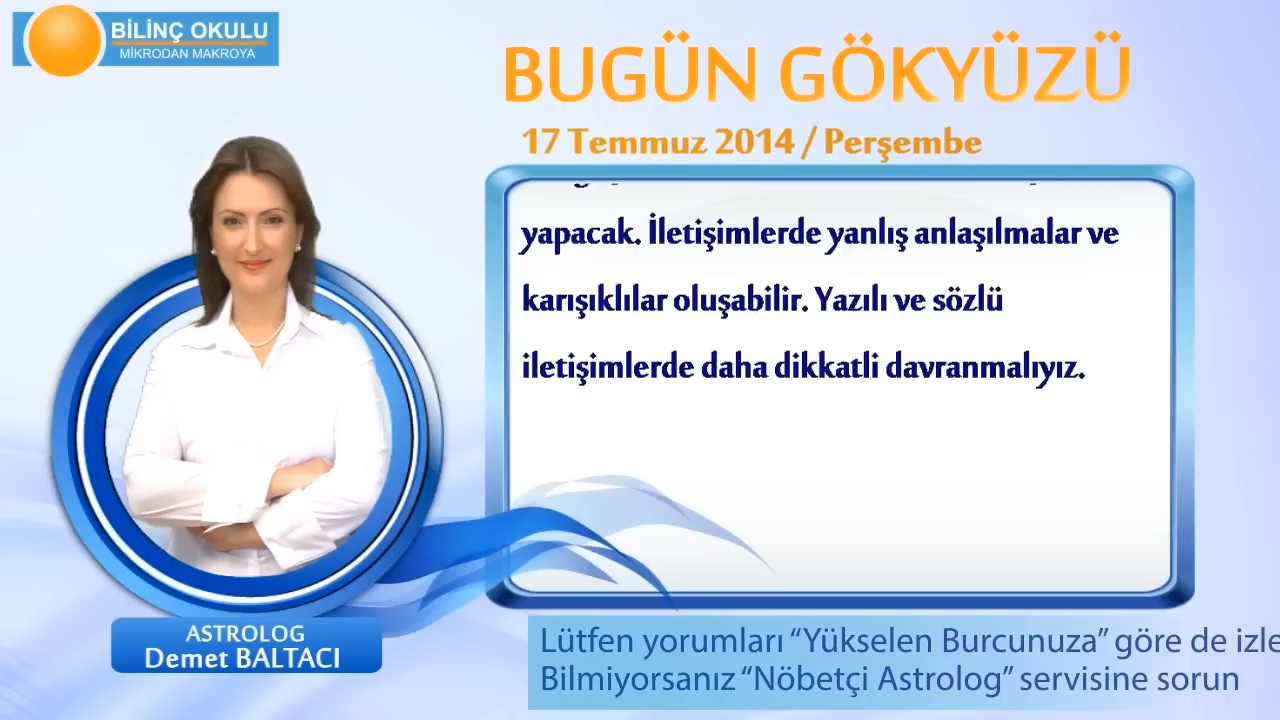 BİLİNÇ OKULU
MİKRODAN MAKROYA
BUGÜN GÖKYÜZÜ
17 Temmuz 2014 / Perşembe
yapacak. İletişimlerde yanlış anlaşılmalar ve
karışıklılar oluşabilir. Yazılı ve sözlü
iletişimlerde daha dikkatli davranmalıyız.
ASTROLOG
Demet BALTACI
Lütfen yorumları “Yükselen Burcunuza” göre de
Bilmiyorsanız “Nöbetçi Astrolog” servisine sorun